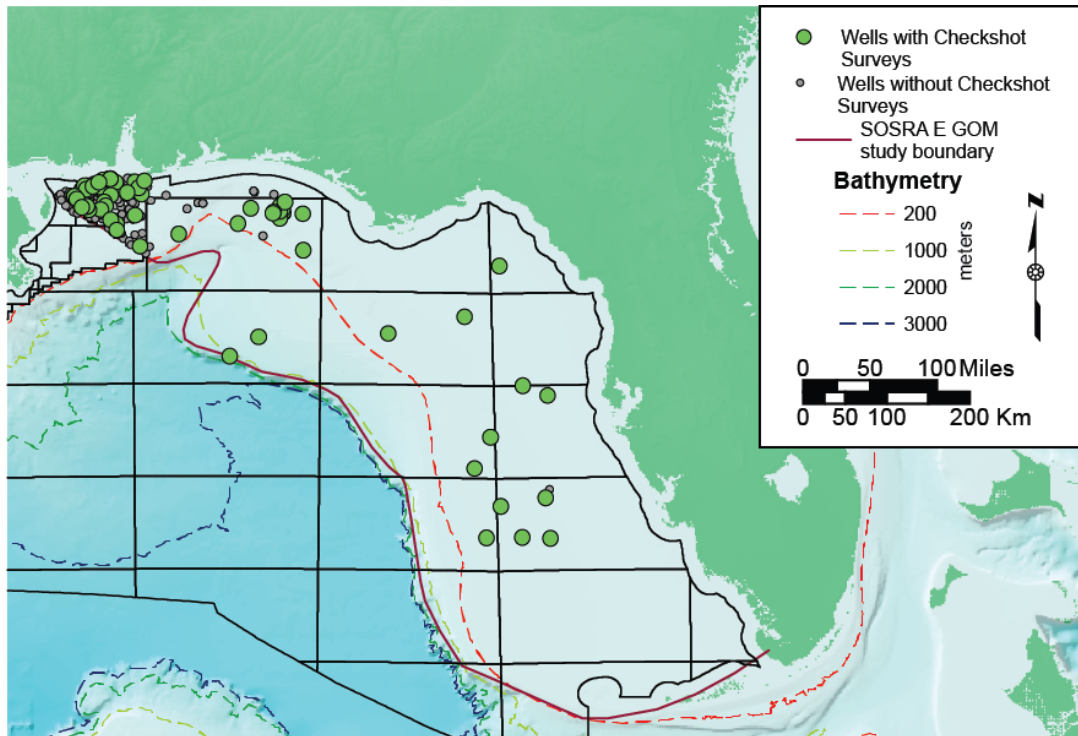 Wells with Checkshot
Surveys
Wells without Checkshot
Surveys
SOSRA E GOM
study boundary
Bathymetry
200
1000
2000
3000
meters
N
0 50 100 Miles
0 50 100 200 Km